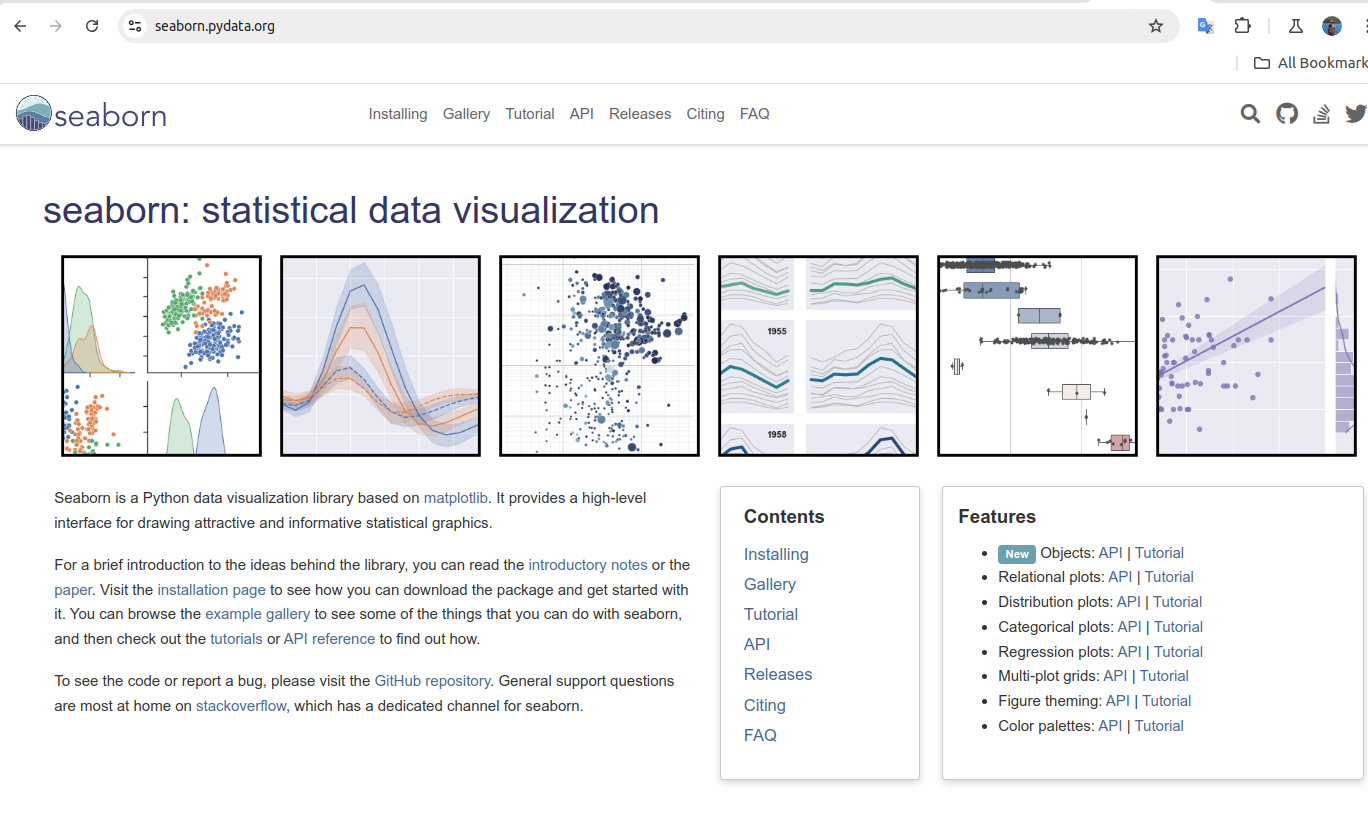 seaborn.pydata.org
All Bookmark
seaborn
Installing Gallery Tutorial API Releases Citing FAQ
seaborn: statistical data visualization
1955
1958
Seaborn is a Python data visualization library based on matplotlib. It provides a high-level
interface for drawing attractive and informative statistical graphics.
For a brief introduction to the ideas behind the library, you can read the introductory notes or the
paper. Visit the installation page to see how you can download the package and get started with
it. You can browse the example gallery to see some of the things that you can do with seaborn,
and then check out the tutorials or API reference to find out how.
To see the code or report a bug, please visit the GitHub repository. General support questions
are most at home on stackoverflow, which has a dedicated channel for seaborn.
Contents
Installing
Gallery
Tutorial
API
Releases
Citing
FAQ
Features
New Objects: API | Tutorial
Relational plots: API | Tutorial
Distribution plots: API | Tutorial
Categorical plots: API | Tutorial
Regression plots: API | Tutorial
Multi-plot grids: API | Tutorial
Figure theming: API | Tutorial
Color palettes: API | Tutorial